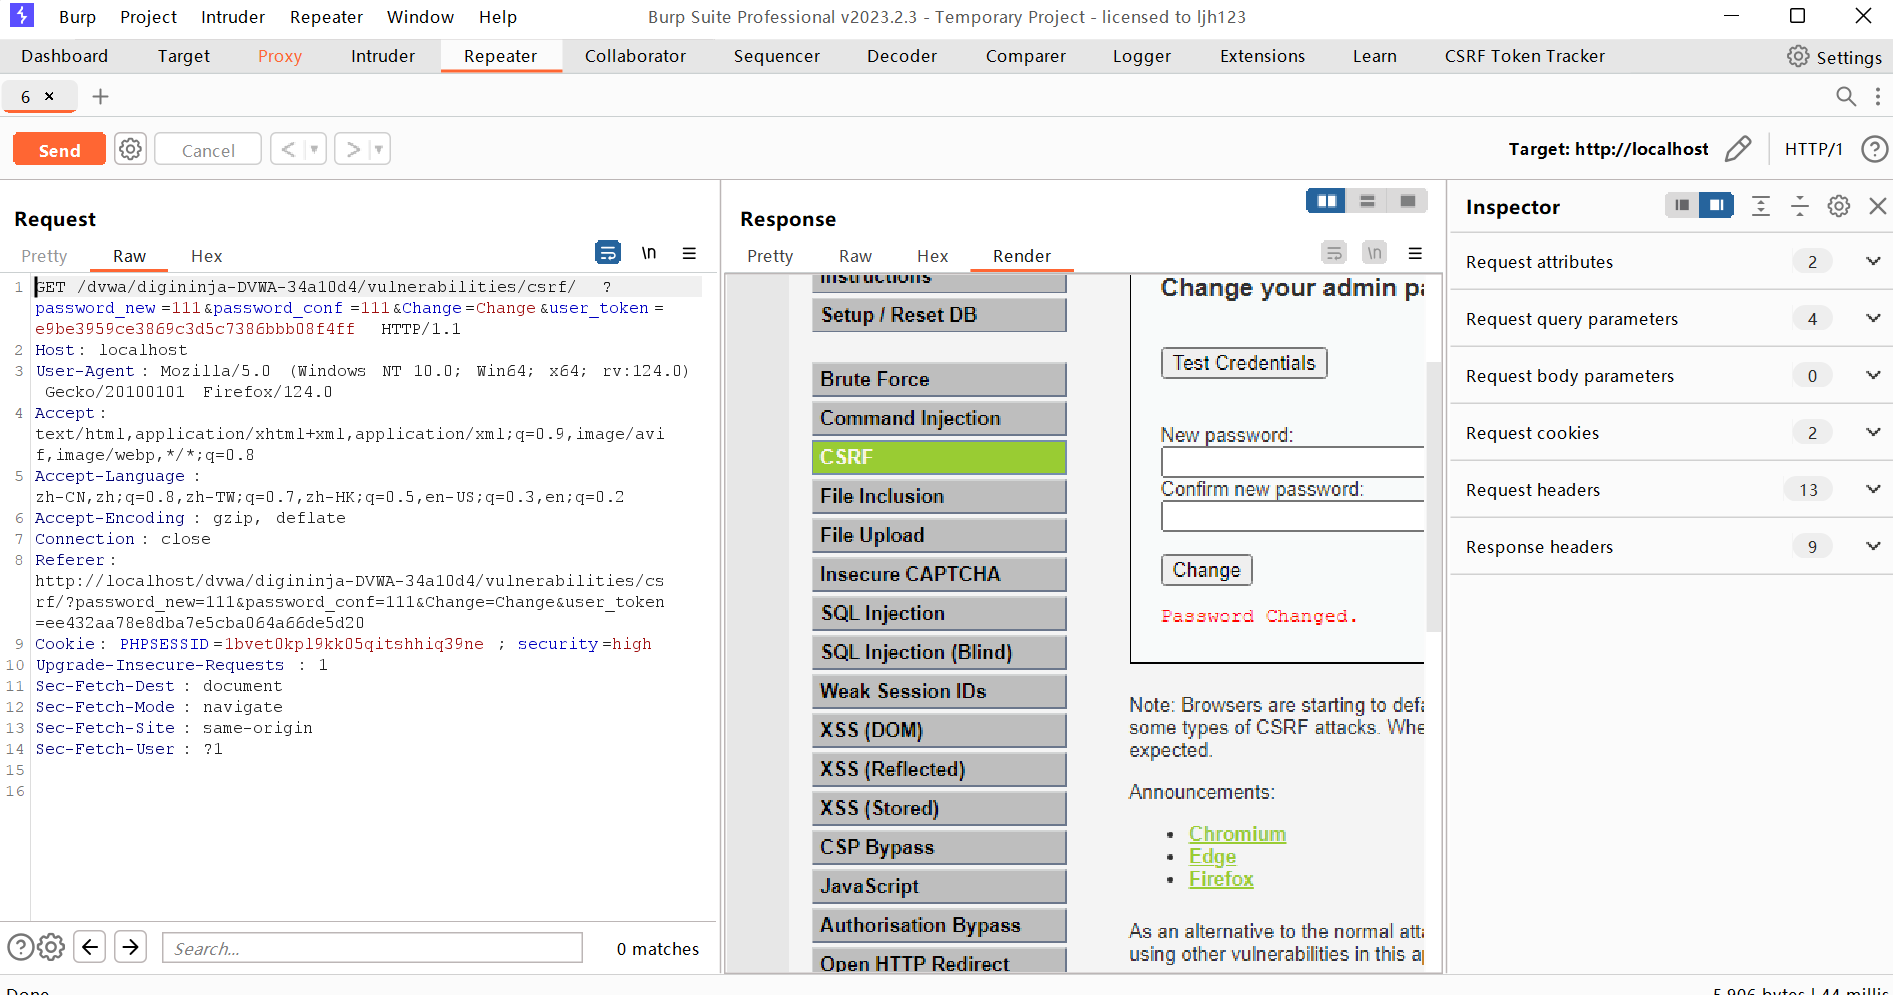 Burp Project Intruder Repeater Window Help Burp Suite Professional v2023.2.3 - Temporary Project - licensed to ljh123
Dashboard Target Proxy Intruder Repeater Collaborator Sequencer Decoder Comparer Logger Extensions Learn CSRF Token Tracker Settings
6 × +
Send Cancel < > Target: http://localhost HTTP/1 ?
Request
Pretty Raw Hex \n
1 GET /dvwa/digininja-DVWA-34a10d4/vulnerabilities/csrf/ ?
password_new=111&password_conf=111&Change=Change&user_token=
e9be3959ce3869c3d5c7386bbb08f4ff HTTP/1.1
2 Host: localhost
3 User-Agent: Mozilla/5.0 (Windows NT 10.0; Win64; x64; rv:124.0)
Gecko/20100101 Firefox/124.0
4 Accept:
text/html,application/xhtml+xml,application/xml;q=0.9,image/avi
f,image/webp,*/*;q=0.8
5 Accept-Language:
zh-CN,zh;q=0.8,zh-TW;q=0.7,zh-HK;q=0.5,en-US;q=0.3,en;q=0.2
6 Accept-Encoding: gzip, deflate
7 Connection: close
8 Referer:
http://localhost/dvwa/digininja-DVWA-34a10d4/vulnerabilities/cs
rf/?password_new=111&password_conf=111&Change=Change&user_token
=ee432aa78e8dba7e5cba064a66de5d20
9 Cookie: PHPSESSID=1bvet0kpl9kk05qitshhiq39ne ; security=high
10 Upgrade-Insecure-Requests : 1
11 Sec-Fetch-Dest : document
12 Sec-Fetch-Mode : navigate
13 Sec-Fetch-Site : same-origin
14 Sec-Fetch-User : ?1
15
16
? Search... 0 matches
Response
Pretty Raw Hex Render \n
Instructions
Setup / Reset DB
Brute Force
Command Injection
CSRF
File Inclusion
File Upload
Insecure CAPTCHA
SQL Injection
SQL Injection (Blind)
Weak Session IDs
XSS (DOM)
XSS (Reflected)
XSS (Stored)
CSP Bypass
JavaScript
Authorisation Bypass
Open HTTP Redirect
Change your admin pa
Test Credentials
New password:
Confirm new password:
Change
Password Changed.
Note: Browsers are starting to defa
some types of CSRF attacks. Whe
expected.
Announcements:
• Chromium
• Edge
• Firefox
As an alternative to the normal atta
using other vulnerabilities in this ap
Inspector
Request attributes 2
Request query parameters 4
Request body parameters 0
Request cookies 2
Request headers 13
Response headers 9
Done 5,906 bytes | 44 millis